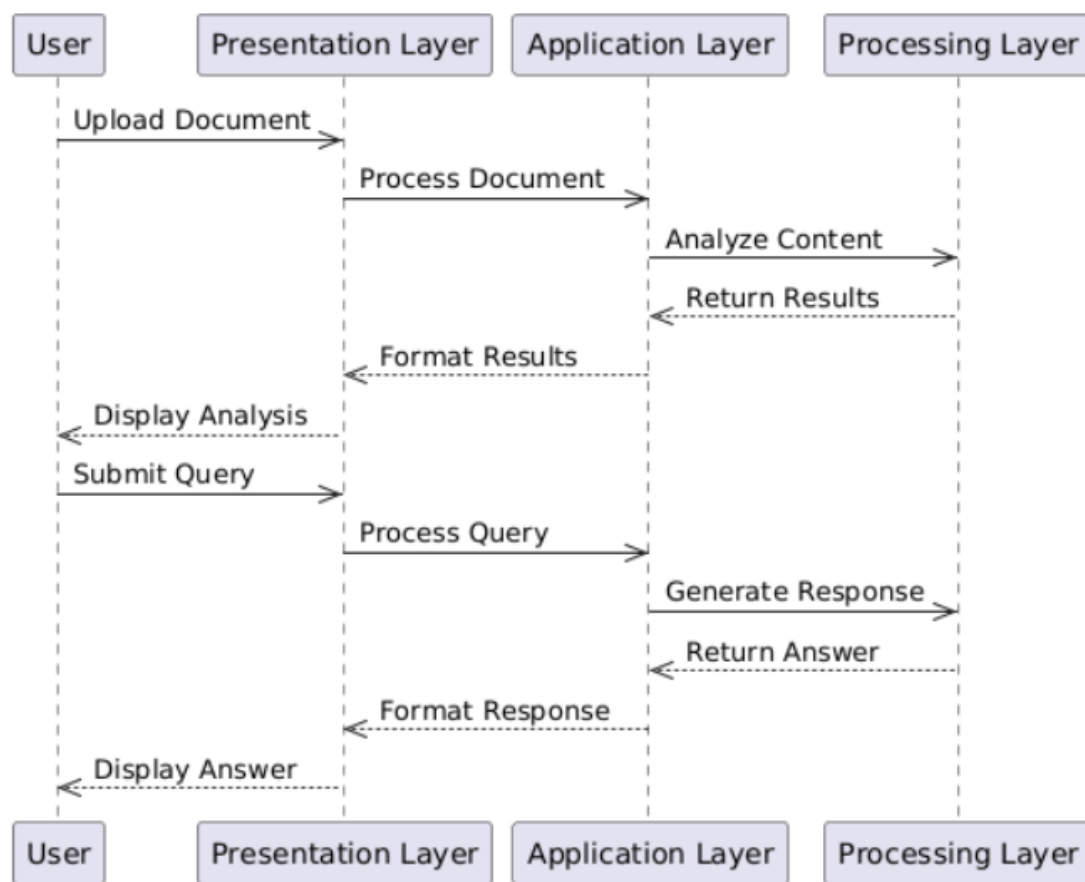 User Presentation Layer Application Layer Processing Layer
Upload Document
Process Document
Analyze Content
Return Results
Format Results
Display Analysis
Submit Query
Process Query
Generate Response
Return Answer
Format Response
Display Answer
User Presentation Layer Application Layer Processing Layer